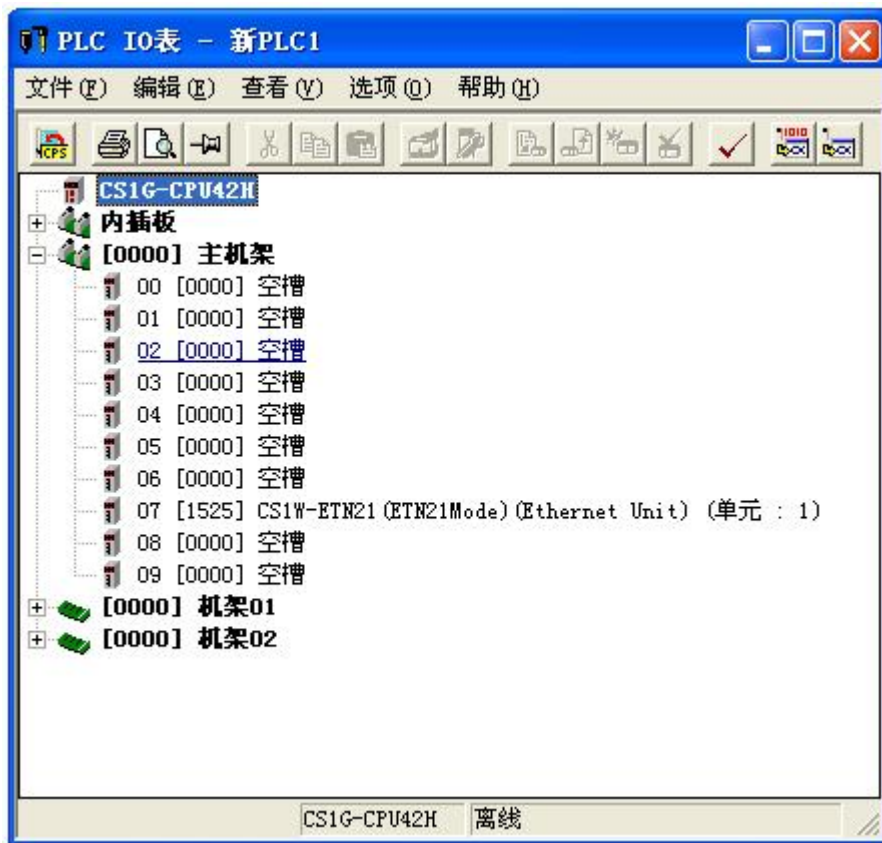 PLC IO表 - 新PLC1
文件(F) 编辑(E) 查看(V) 选项(O) 帮助(H)
CPS 1010
CS1G-CPU42H
内插板
[0000] 主机架
00 [0000] 空槽
01 [0000] 空槽
02 [0000] 空槽
03 [0000] 空槽
04 [0000] 空槽
05 [0000] 空槽
06 [0000] 空槽
07 [1525] CS1W-ETN21(ETN21Mode)(Ethernet Unit) (单元 : 1)
08 [0000] 空槽
09 [0000] 空槽
[0000] 机架01
[0000] 机架02
CS1G-CPU42H 离线